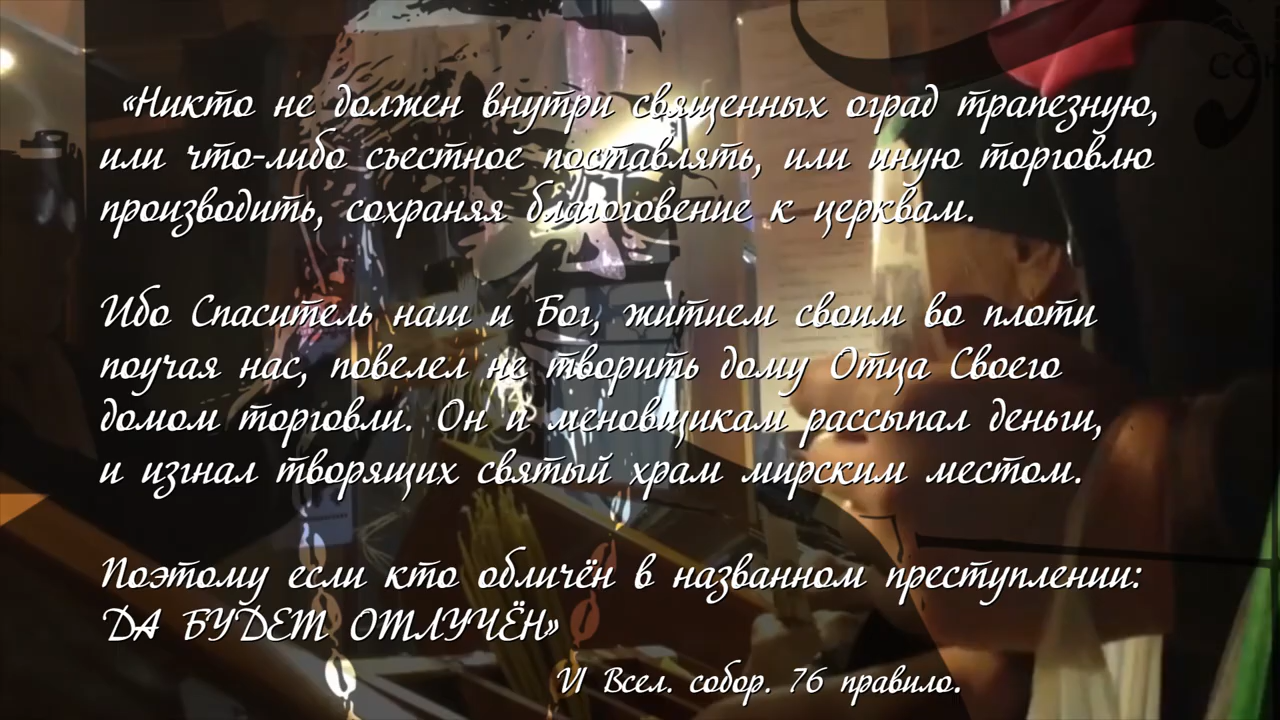 «Никто не должен внутри священных оград трапезную,
или что-либо съестное поставлять, или иную торговлю
производить, сохраняя благоговение к церквам.
Ибо Спаситель наш и Бог, житием своим во плоти
поучая нас, повелел не творить дому Отца Своего
домом торговли. Он и меновщикам рассыпал деньги,
и изгнал творящих святый храм мирским местом.
Поэтому если кто обличён в названном преступлении:
ДА БУДЕТ ОТЛУЧЁН»
VI Всел. собор. 76 правило.